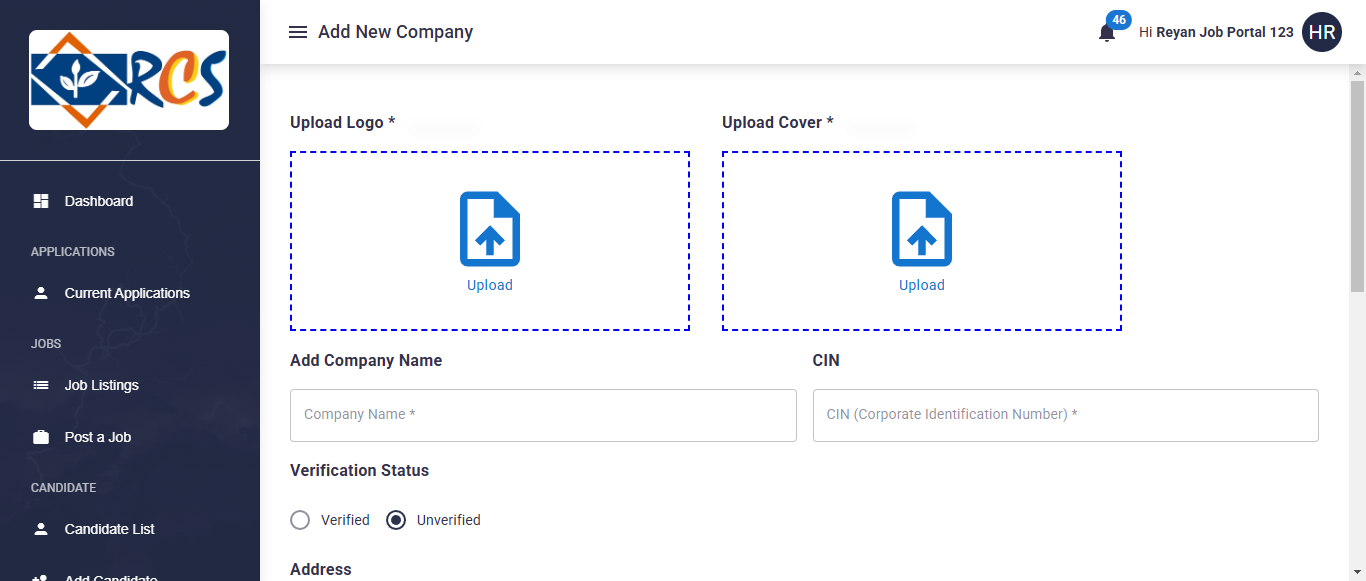 RCS
Dashboard
APPLICATIONS
Current Applications
JOBS
Job Listings
Post a Job
CANDIDATE
Candidate List
Add Candidate
Add New Company
46
Hi Reyan Job Portal 123
HR
Upload Logo *
Upload Cover *
Upload
Upload
Add Company Name
CIN
Company Name *
CIN (Corporate Identification Number) *
Verification Status
Verified
Unverified
Address